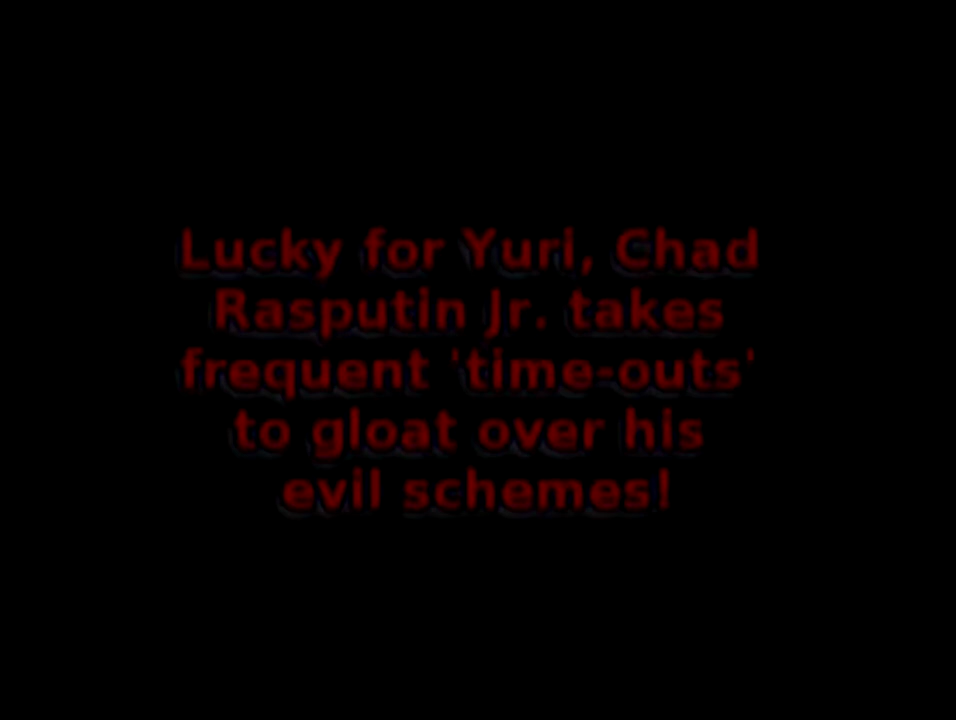 Lucky for Yuri, Chad
Rasputin Jr. takes
frequent 'time-outs'
to gloat over his
evil schemes!